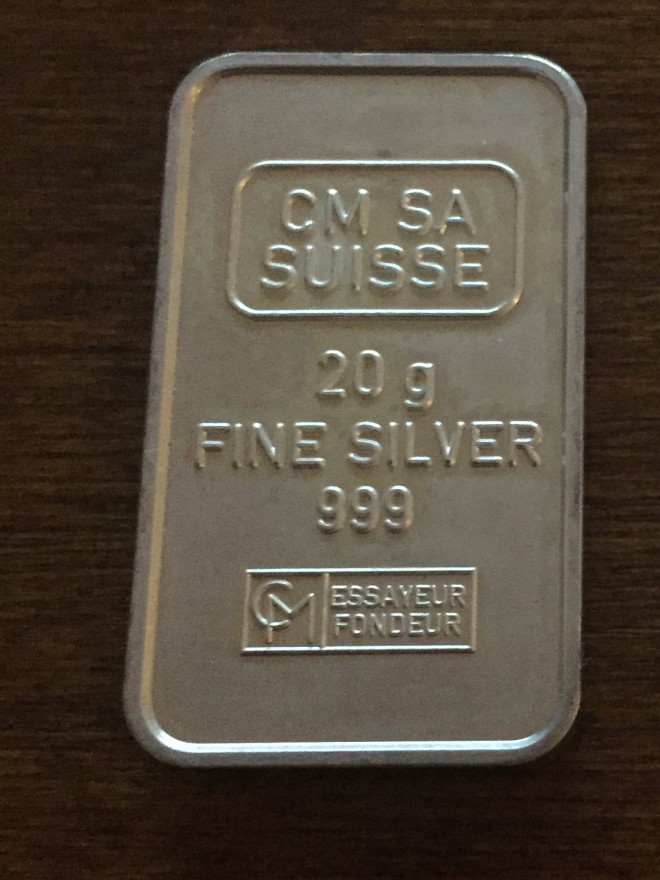 CM SA
SUISSE
20 g
FINE SILVER
999
CM ESSAYEUR
FONDEUR